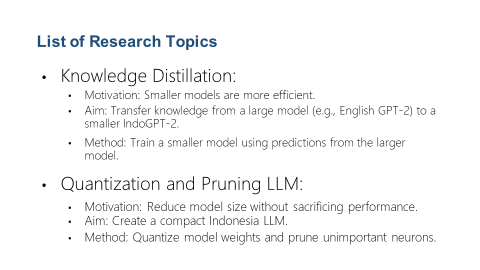 List of Research Topics
• Knowledge Distillation:
• Motivation: Smaller models are more efficient.
• Aim: Transfer knowledge from a large model (e.g., English GPT-2) to a
smaller IndoGPT-2.
• Method: Train a smaller model using predictions from the larger
model.
• Quantization and Pruning LLM:
• Motivation: Reduce model size without sacrificing performance.
• Aim: Create a compact Indonesia LLM.
• Method: Quantize model weights and prune unimportant neurons.